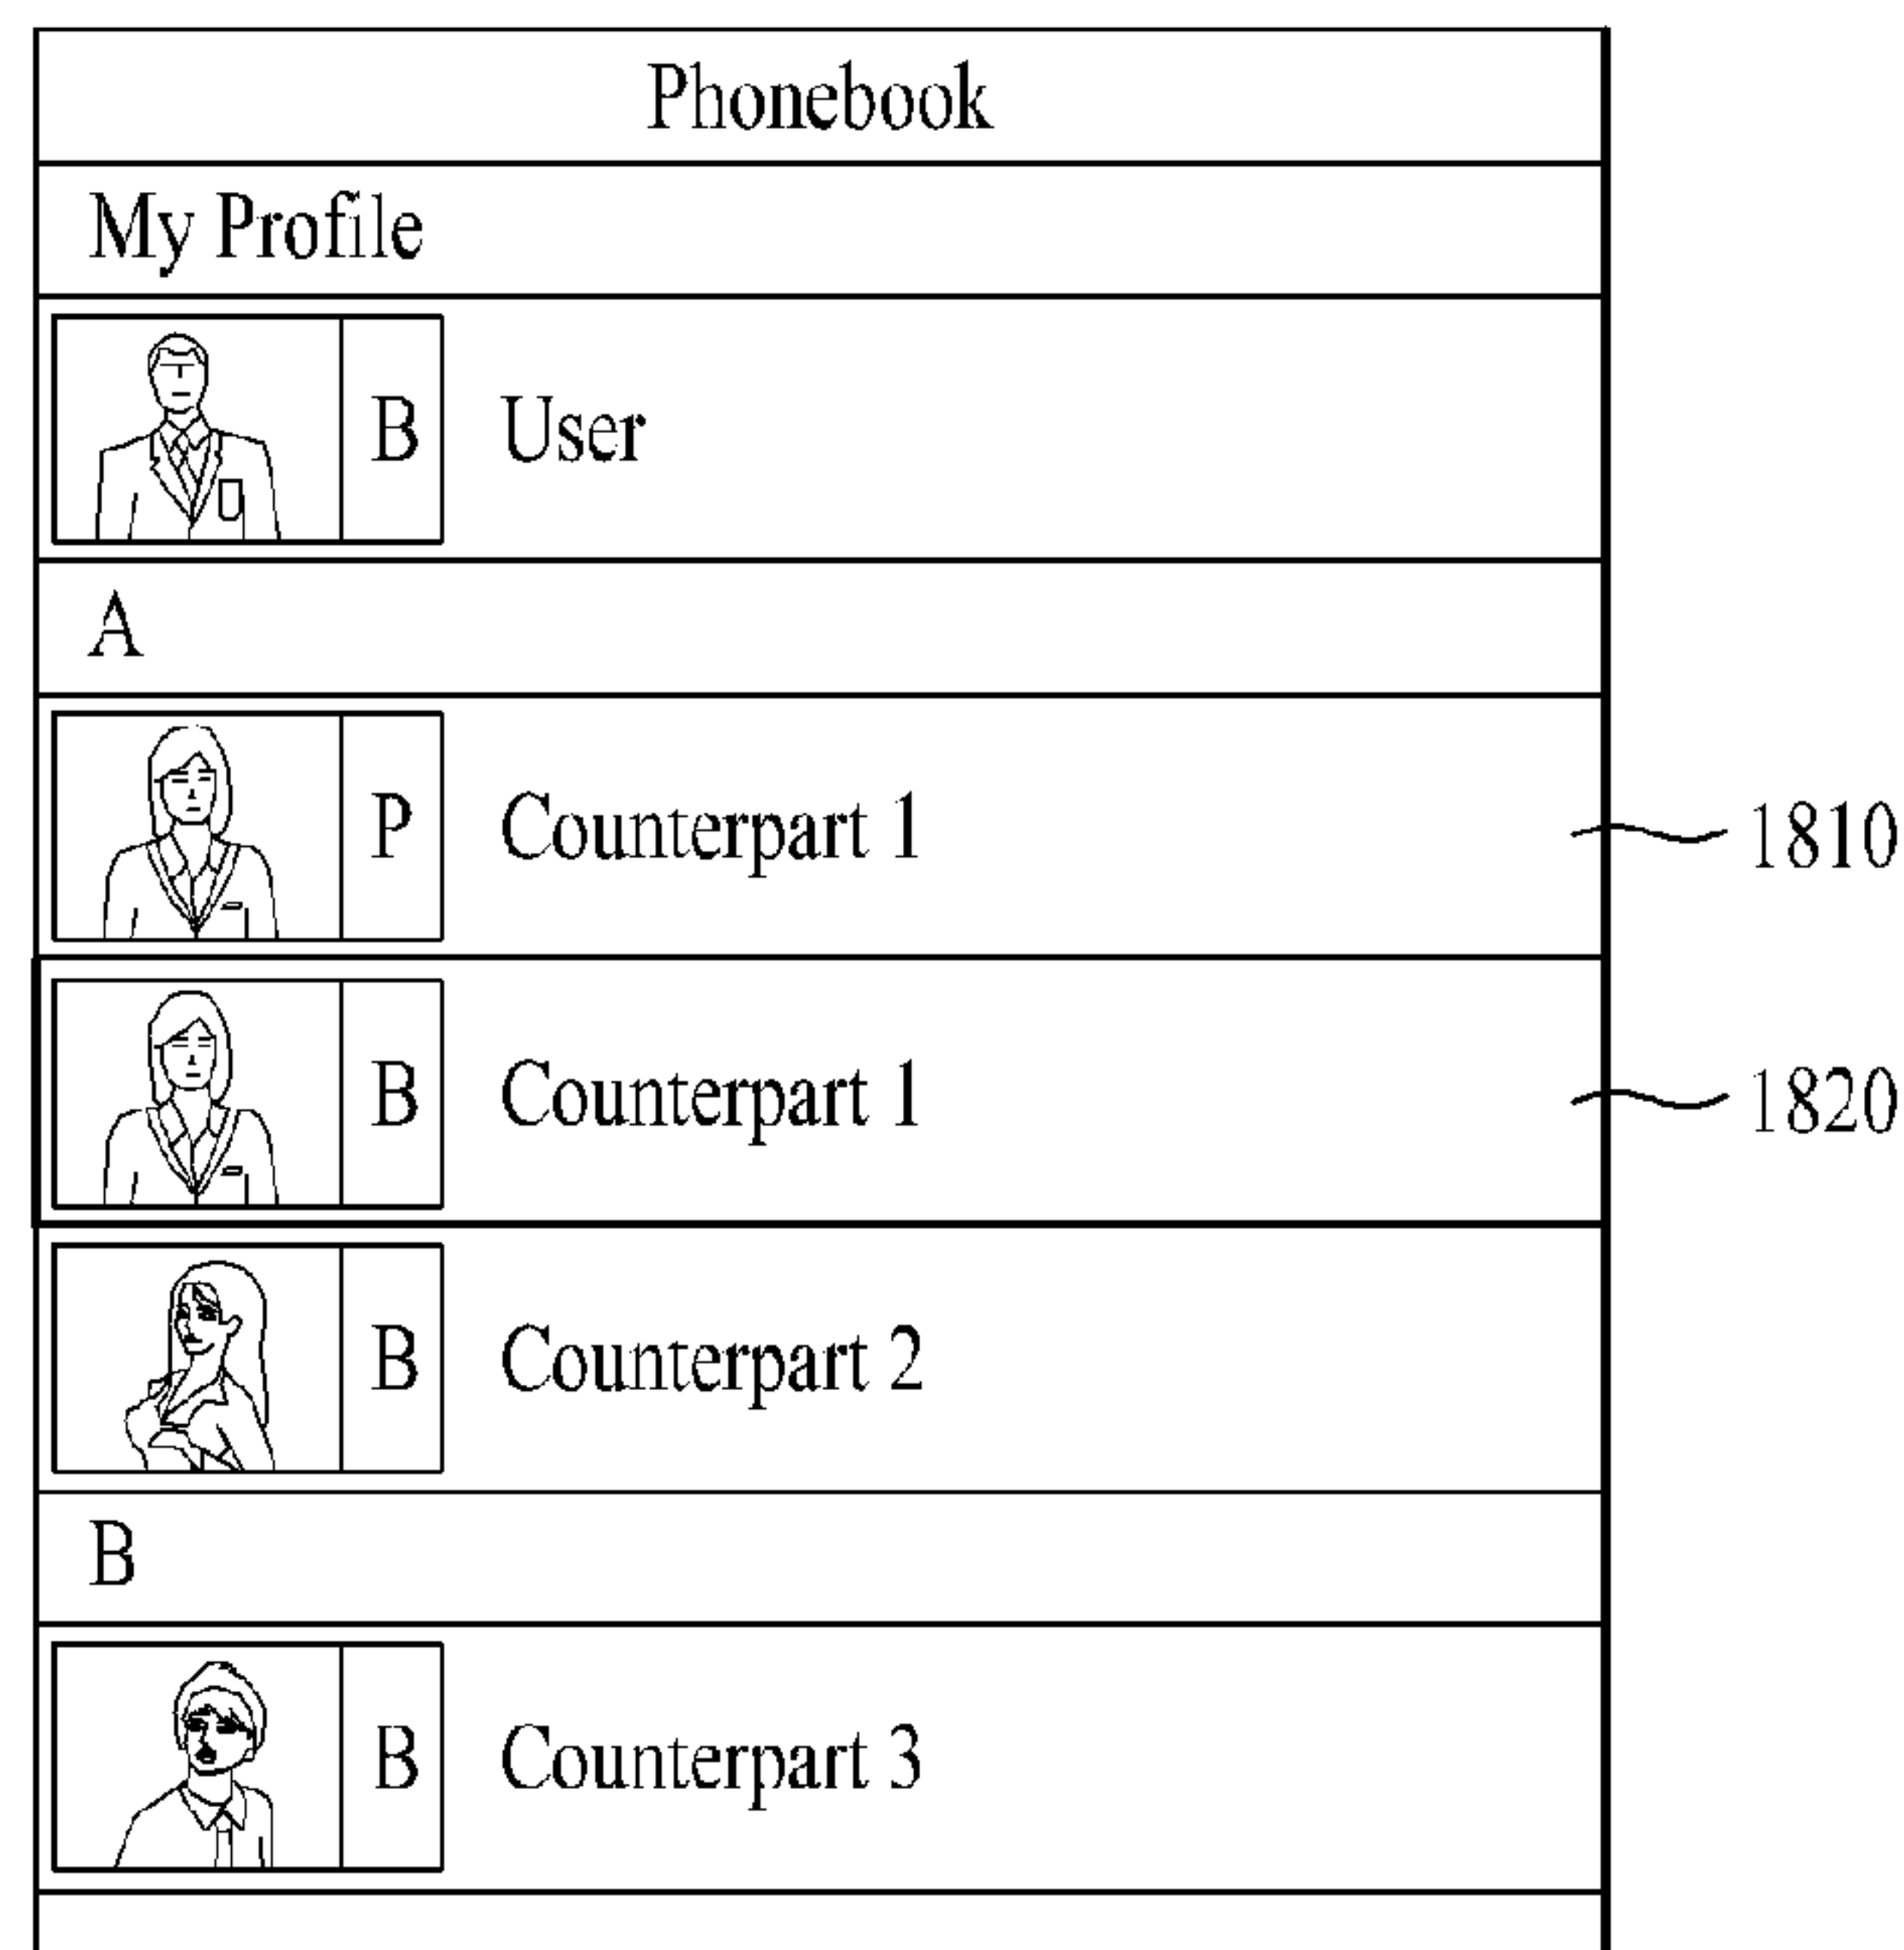 Phonebook
My Profile
B User
A
P Counterpart 1 1810
B Counterpart 1 1820
B Counterpart 2
B
B Counterpart 3